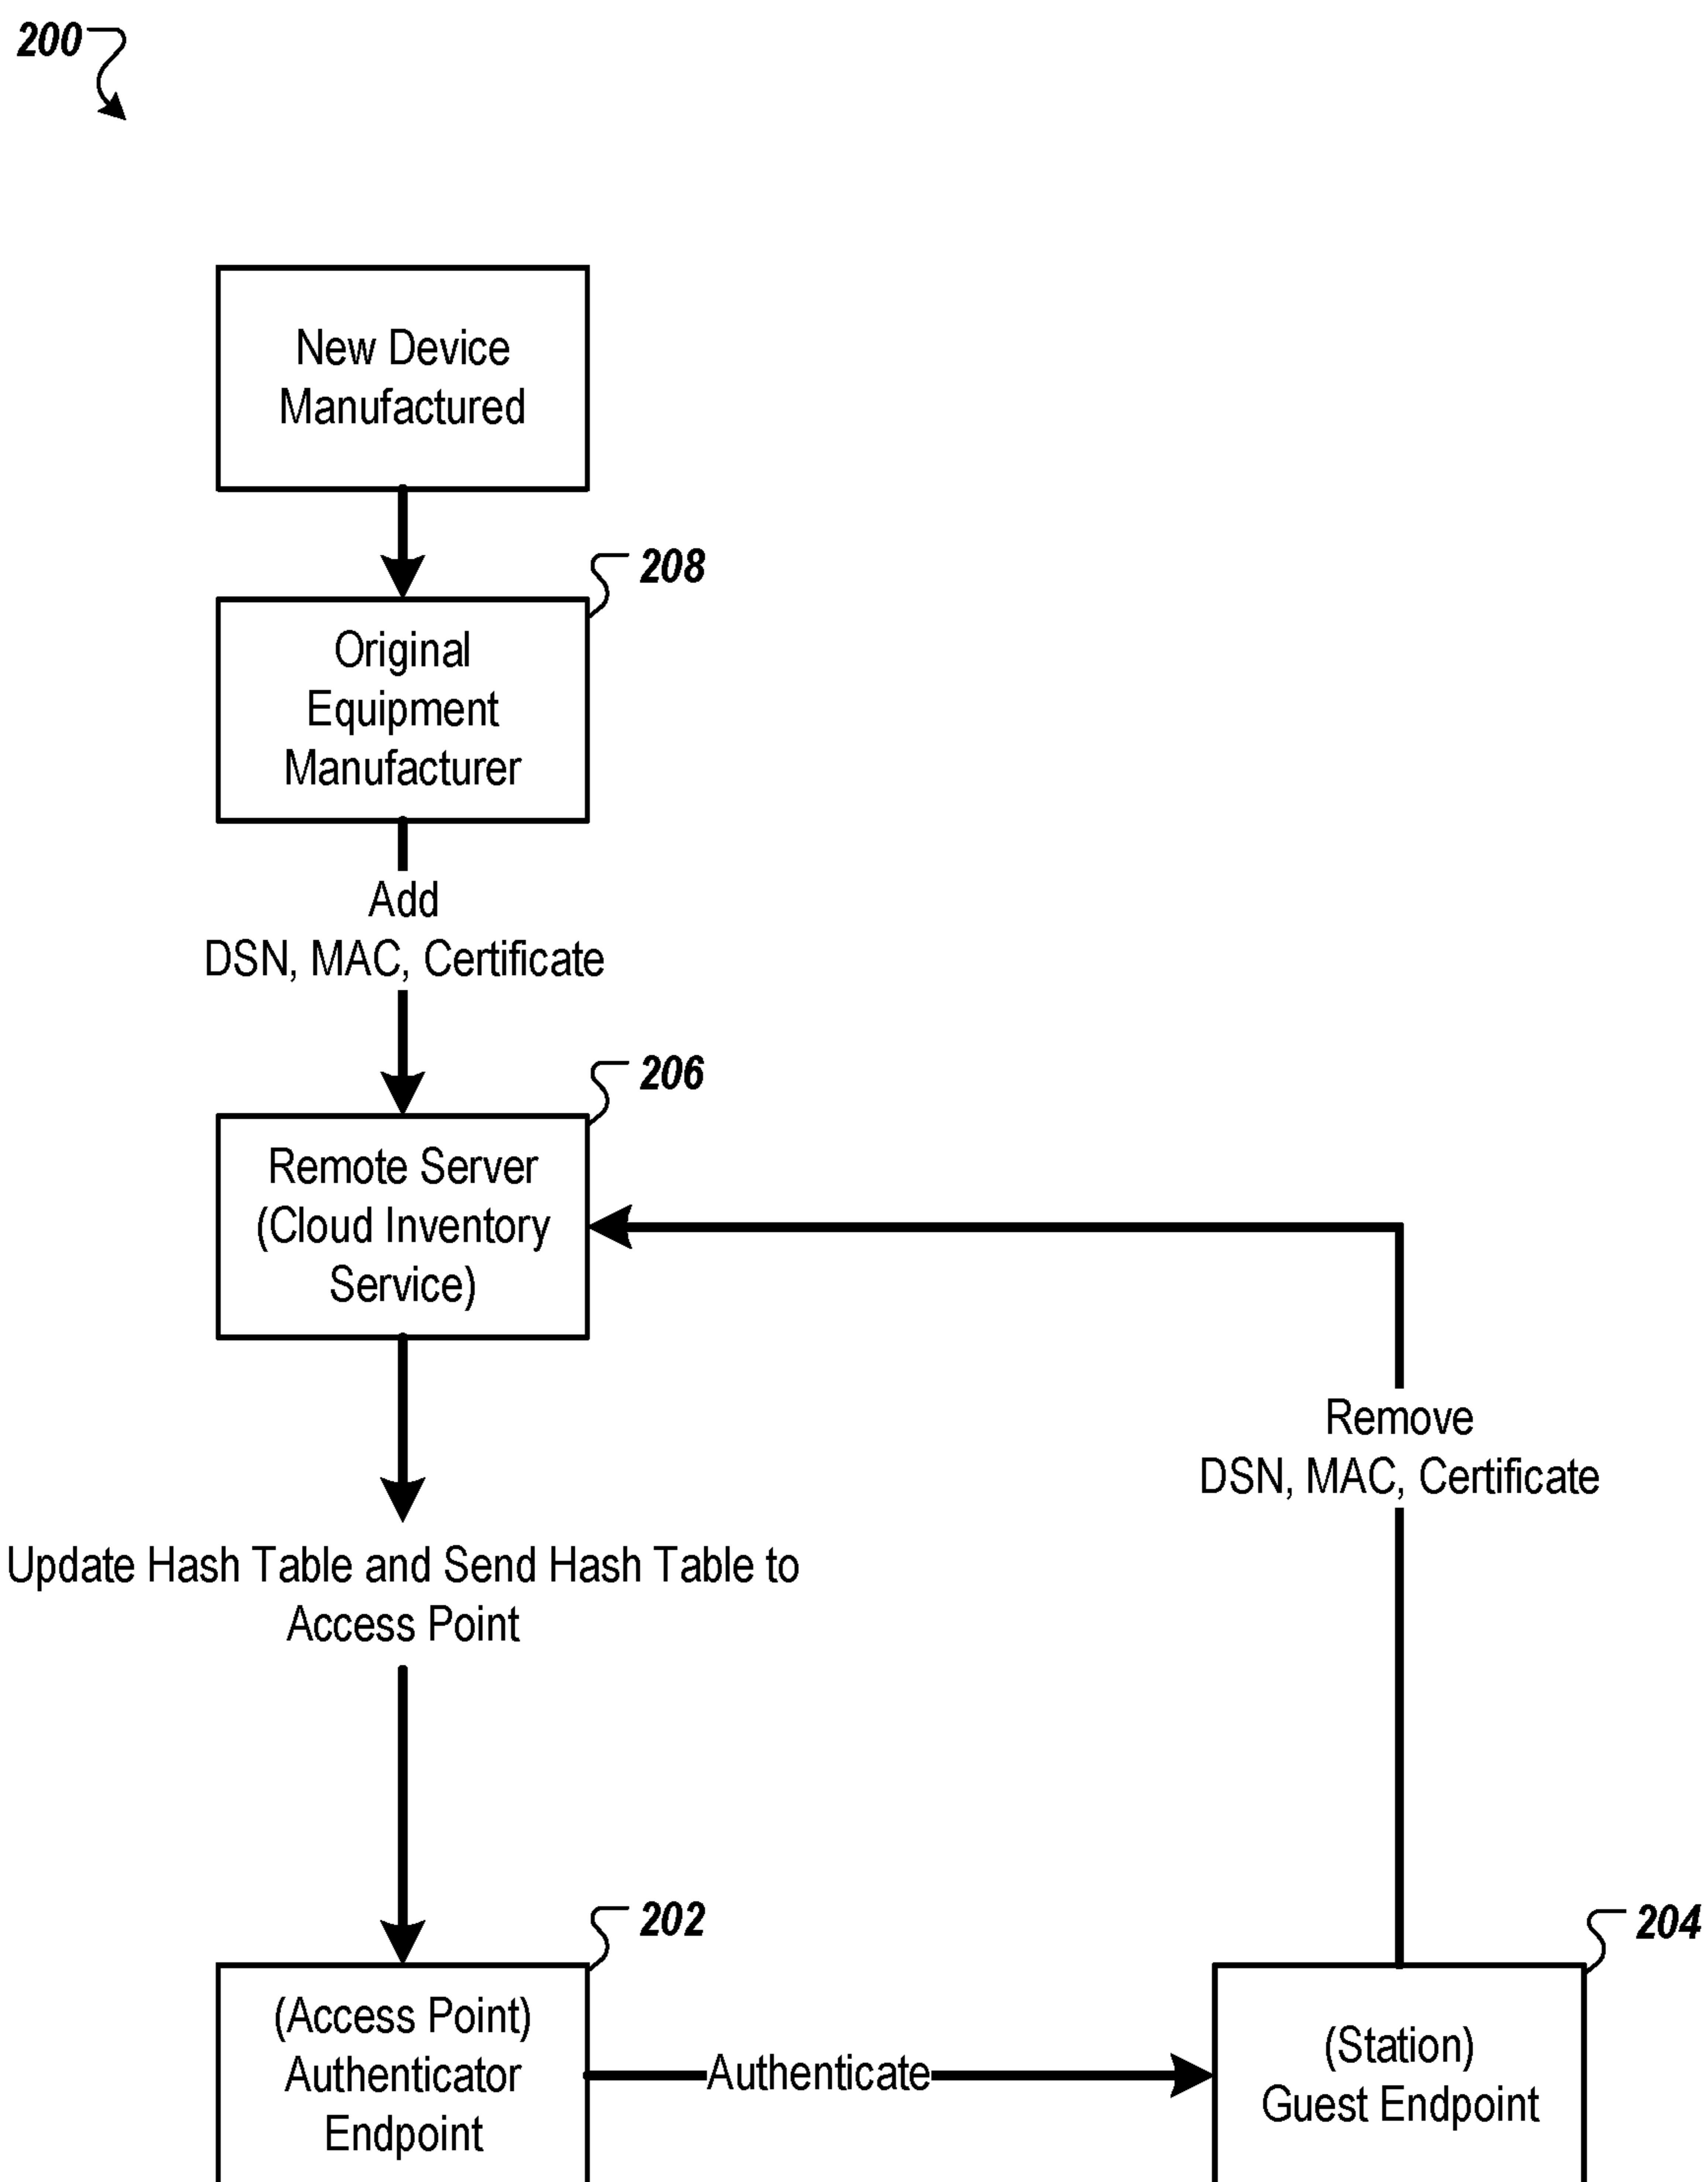 200
New Device
Manufactured
208
Original
Equipment
Manufacturer
Add
DSN, MAC, Certificate
206
Remote Server
(Cloud Inventory
Service)
Remove
DSN, MAC, Certificate
Update Hash Table and Send Hash Table to
Access Point
202
204
(Access Point)
Authenticator
Endpoint
Authenticate
(Station)
Guest Endpoint